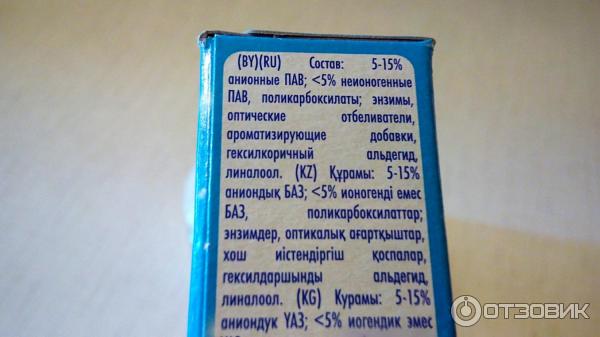 (BY)(RU) Состав: 5-15%
анионные ПАВ; <5% неионогенные
ПАВ, поликарбоксилаты; энзимы,
оптические отбеливатели,
ароматизирующие добавки,
гексилкоричный альдегид,
линалоол. (KZ) Құрамы: 5-15%
аниондық БАЗ; <5% ионогенді емес
БАЗ, поликарбоксилаттар;
энзимдер, оптикалық ағартқыштар,
хош иістендіргіш қоспалар,
гексилдаршынды альдегид,
линалоол. (KG) Курамы: 5-15%
аниондук ҮАЗ; <5% иогендик эмес
ОТЗОВИК